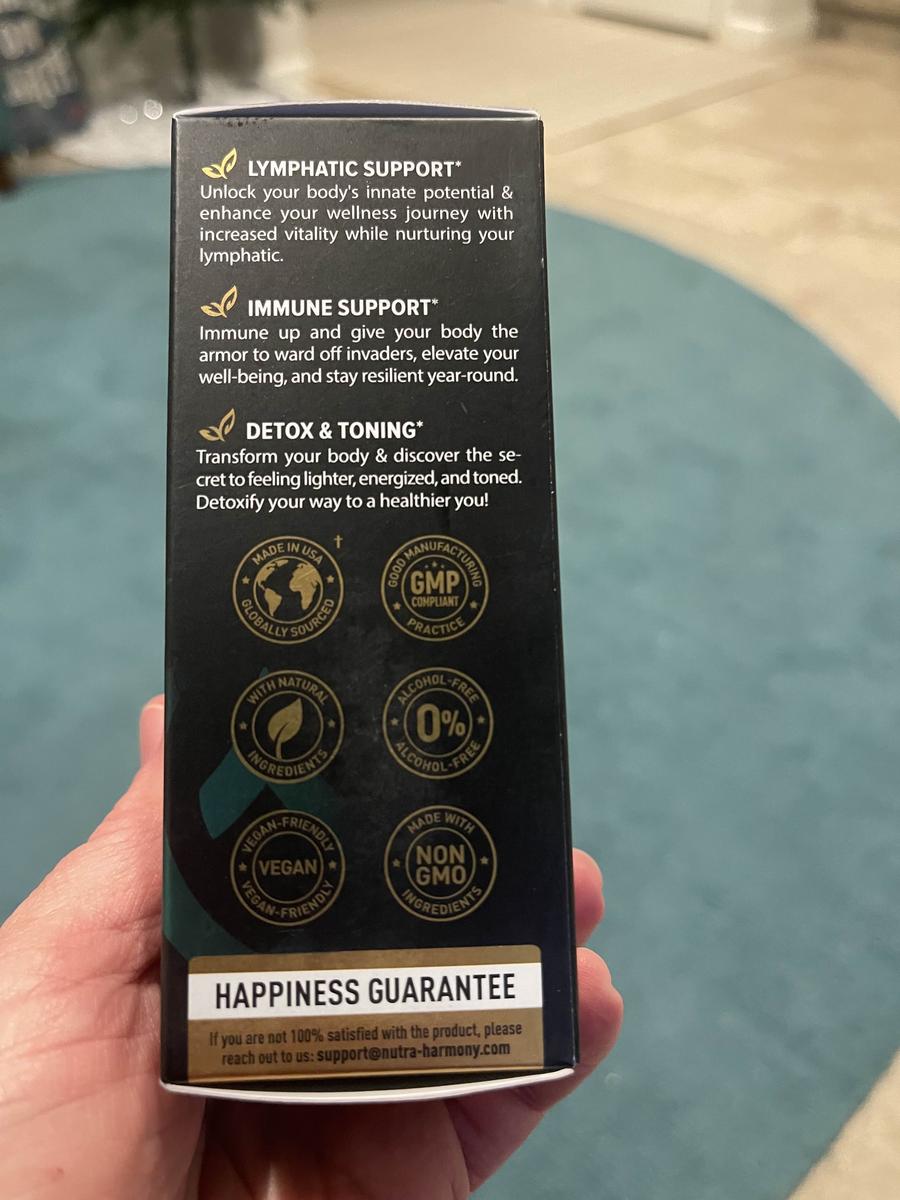 LYMPHATIC SUPPORT*
Unlock your body's innate potential &
enhance your wellness journey with
increased vitality while nurturing your
lymphatic.
IMMUNE SUPPORT*
Immune up and give your body the
armor to ward off invaders, elevate your
well-being, and stay resilient year-round.
DETOX & TONING*
Transform your body & discover the se-
cret to feeling lighter, energized, and toned.
Detoxify your way to a healthier you!
MADE IN USA †
GLOBALLY SOURCED
GOOD MANUFACTURING
GMP
COMPLIANT
PRACTICE
WITH NATURAL
INGREDIENTS
ALCOHOL-FREE
0%
ALCOHOL-FREE
VEGAN-FRIENDLY
VEGAN
VEGAN-FRIENDLY
MADE WITH
NON
GMO
INGREDIENTS
HAPPINESS GUARANTEE
If you are not 100% satisfied with the product, please
reach out to us: support@nutra-harmony.com